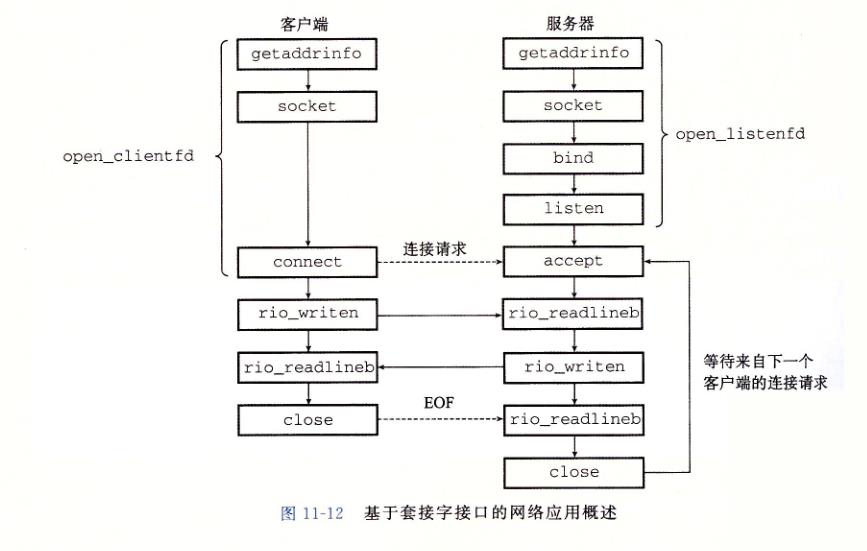 客户端
服务器
getaddrinfo
getaddrinfo
socket
socket
open_clientfd
open_listenfd
bind
listen
连接请求
connect
accept
rio_writen
rio_readlineb
rio_readlineb
rio_writen
等待来自下一个
客户端的连接请求
EOF
close
rio_readlineb
close
图 11-12 基于套接字接口的网络应用概述